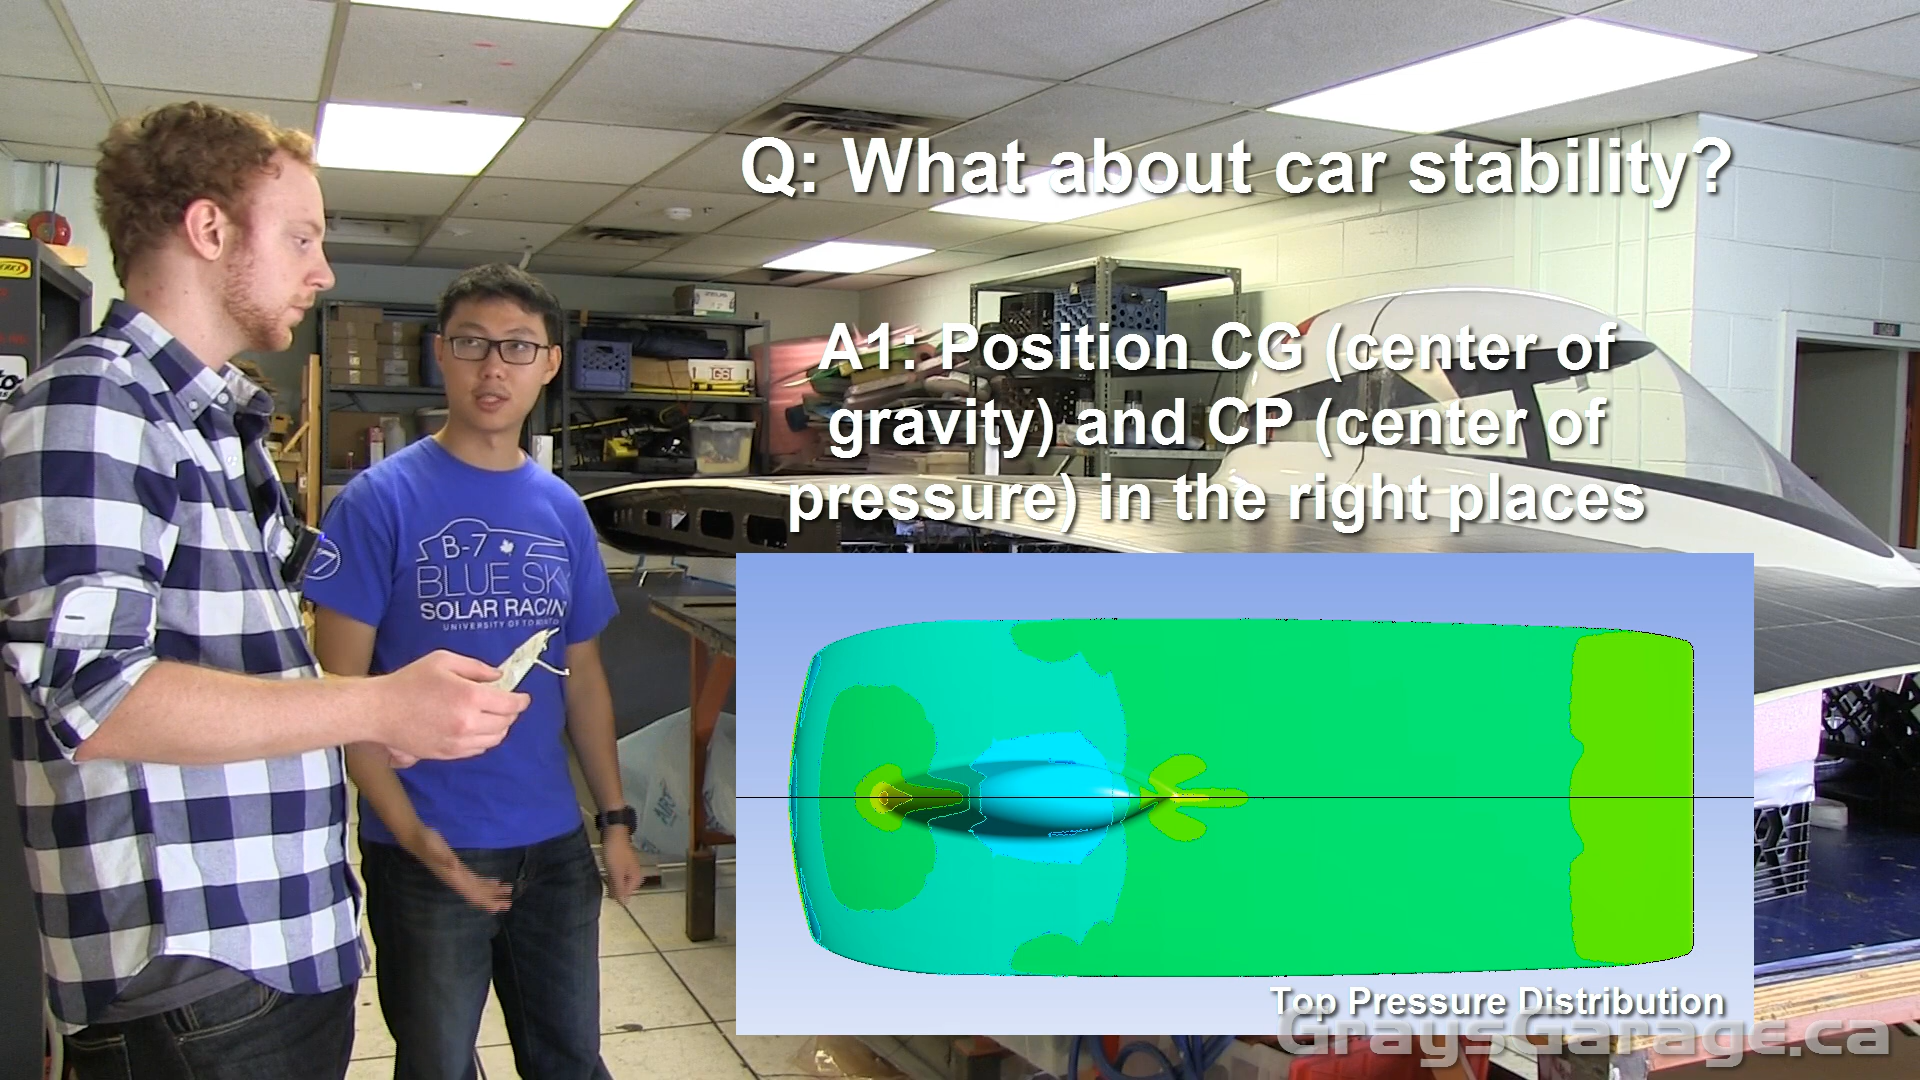 Q: What about car stability?
A1: Position CG (center of
gravity) and CP (center of
pressure) in the right places
B-7
BLUE SKY
SOLAR RACING
UNIVERSITY OF TORONTO
Top Pressure Distribution
GraysGarage.ca